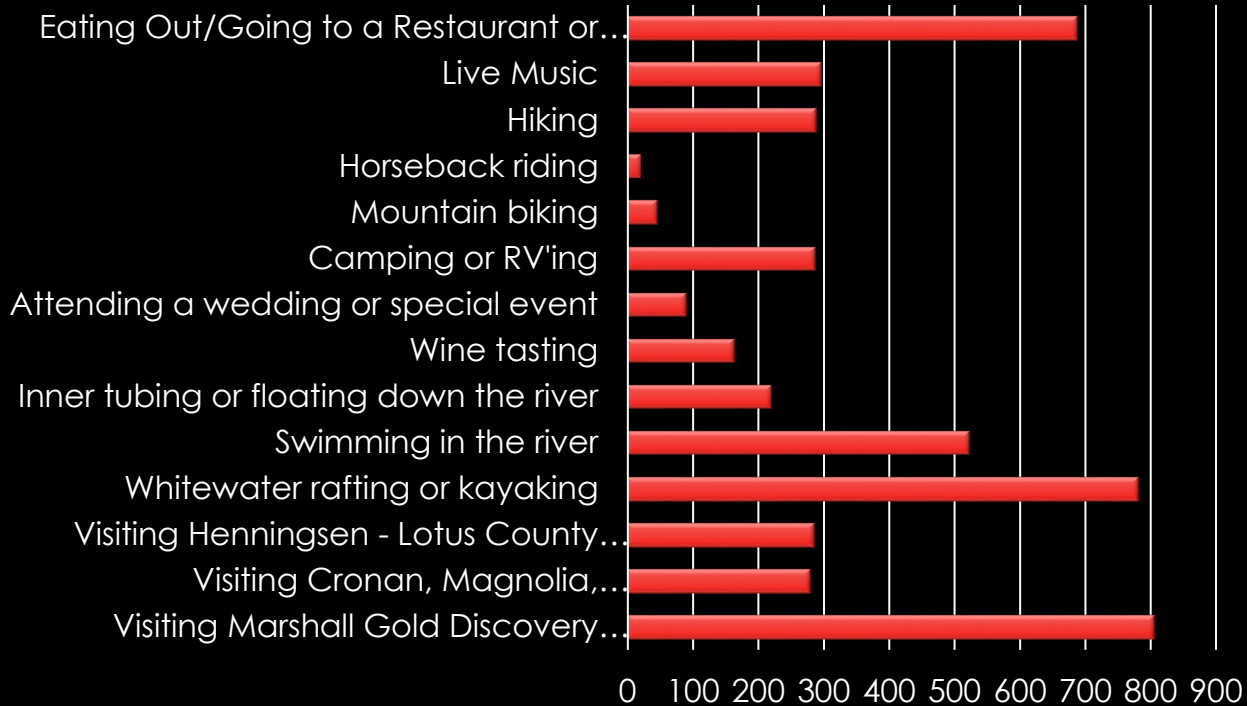 Eating Out/Going to a Restaurant or…
Live Music
Hiking
Horseback riding
Mountain biking
Camping or RV'ing
Attending a wedding or special event
Wine tasting
Inner tubing or floating down the river
Swimming in the river
Whitewater rafting or kayaking
Visiting Henningsen - Lotus County…
Visiting Cronan, Magnolia,…
Visiting Marshall Gold Discovery…
0 100 200 300 400 500 600 700 800 900